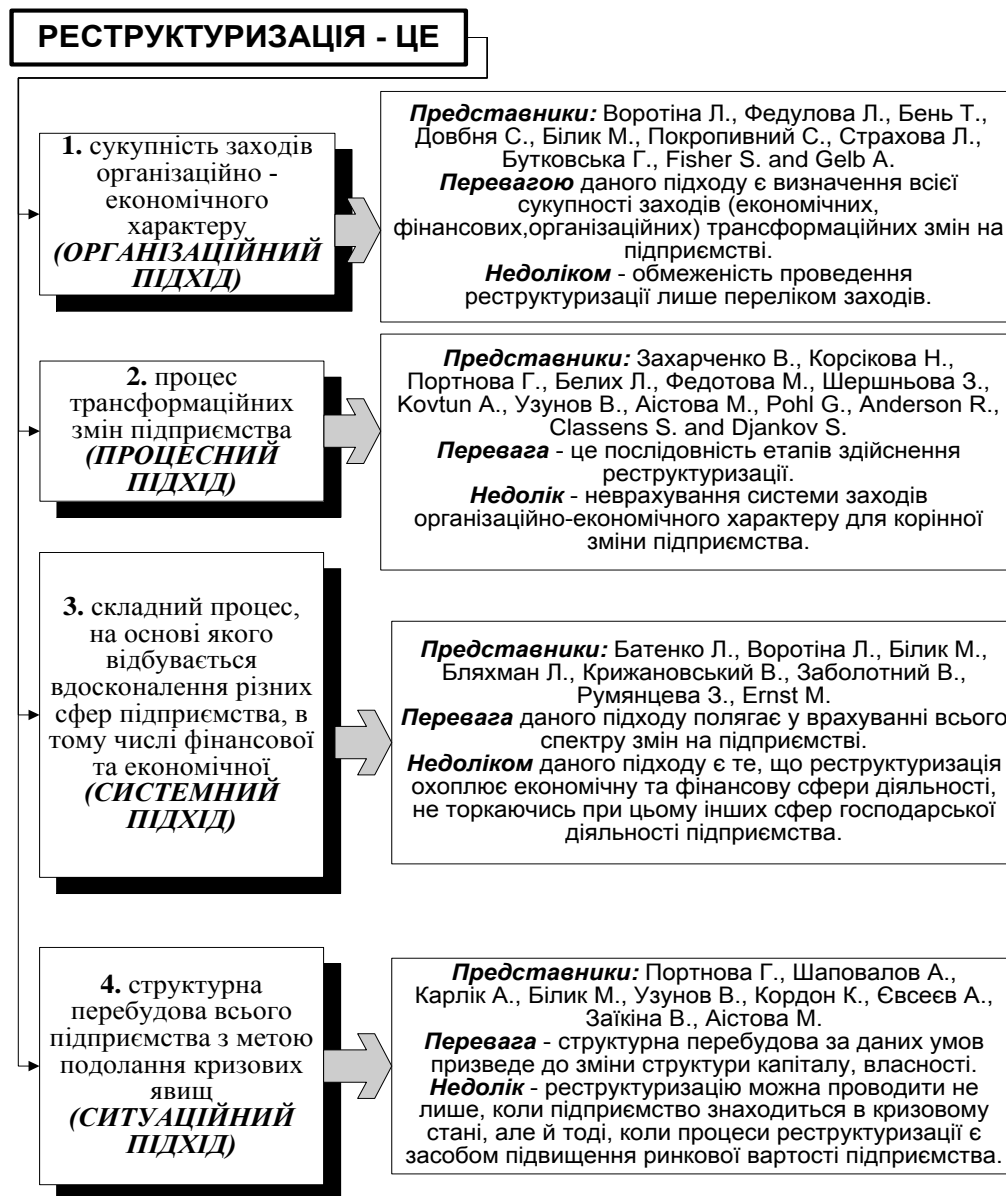 РЕСТРУКТУРИЗАЦІЯ - ЦЕ
1. сукупність заходів
організаційно -
економічного
характеру
(ОРГАНІЗАЦІЙНИЙ
ПІДХІД)
Представники: Воротіна Л., Федулова Л., Бень Т.,
Довбня С., Білик М., Покропивний С., Страхова Л.,
Бутковська Г., Fisher S. and Gelb A.
Перевагою даного підходу є визначення всієї
сукупності заходів (економічних,
фінансових,організаційних) трансформаційних змін на
підприємстві.
Недоліком - обмеженість проведення
реструктуризації лише переліком заходів.
2. процес
трансформаційних
змін підприємства
(ПРОЦЕСНИЙ
ПІДХІД)
Представники: Захарченко В., Корсікова Н.,
Портнова Г., Белих Л., Федотова М., Шершньова З.,
Kovtun A., Узунов В., Аістова М., Pohl G., Anderson R.,
Classens S. and Djankov S.
Перевага - це послідовність етапів здійснення
реструктуризації.
Недолік - неврахування системи заходів
організаційно-економічного характеру для корінної
зміни підприємства.
3. складний процес,
на основі якого
відбувається
вдосконалення різних
сфер підприємства, в
тому числі фінансової
та економічної
(СИСТЕМНИЙ
ПІДХІД)
Представники: Батенко Л., Воротіна Л., Білик М.,
Бляхман Л., Крижановський В., Заболотний В.,
Румянцева З., Ernst M.
Перевага даного підходу полягає у врахуванні всього
спектру змін на підприємстві.
Недоліком даного підходу є те, що реструктуризація
охоплює економічну та фінансову сфери діяльності,
не торкаючись при цьому інших сфер господарської
діяльності підприємства.
4. структурна
перебудова всього
підприємства з метою
подолання кризових
явищ
(СИТУАЦІЙНИЙ
ПІДХІД)
Представники: Портнова Г., Шаповалов А.,
Карлік А., Білик М., Узунов В., Кордон К., Євсеєв А.,
Заїкіна В., Аістова М.
Перевага - структурна перебудова за даних умов
призведе до зміни структури капіталу, власності.
Недолік - реструктуризацію можна проводити не
лише, коли підприємство знаходиться в кризовому
стані, але й тоді, коли процеси реструктуризації є
засобом підвищення ринкової вартості підприємства.